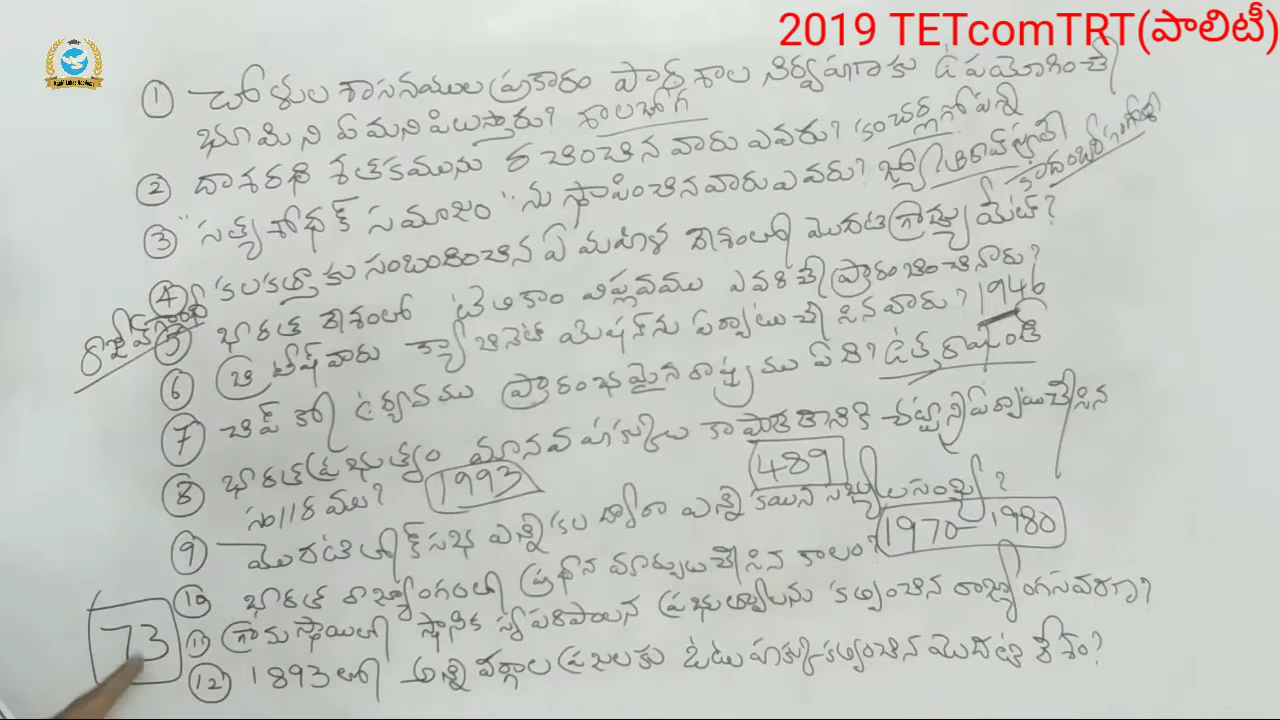 2019 TETcomTRT(పాలిటీ)
① చోళుల శాసనముల ప్రకారం పాఠశాల నిర్వహణకు ఉపయోగించే
భూమిని ఏమని పిలుస్తారు? శాలభోగ
② దాశరథి శతకమును రచించిన వారు ఎవరు? కంచర్ల గోపన్న
③ "సత్యశోధక్ సమాజం" ను స్థాపించిన వారు ఎవరు? జ్యోతిరావ్ పూలే
④ కలకత్తాకు సంబంధించిన ఏ మహిళ దేశంలో మొదటి గ్రాడ్యుయేట్? కాదంబరి గంగూలీ
⑤ భారత దేశంలో టెలికాం విప్లవము ఎవరిచే ప్రారంభించినారు? రాజీవ్ గాంధీ
⑥ బ్రిటీష్ వారు క్యాబినెట్ మిషన్ ను ఏర్పాటు చేసినవారు? 1946
⑦ చిప్ కో ఉద్యమము ప్రారంభమైన రాష్ట్రము ఏది? ఉత్తరాఖండ్
⑧ భారత ప్రభుత్వం మానవ హక్కులు కాపాడటానికి చట్టాన్ని ఏర్పాటు చేసిన
సం॥రము? 1993
⑨ మొదటి లోక్ సభ ఎన్నికల ద్వారా ఎన్నికయిన సభ్యుల సంఖ్య? 489
⑩ భారత రాజ్యాంగంలో ప్రధాన మార్పులు చేసిన కాలం? 1970-1980
⑪ గ్రామ స్థాయిలో స్థానిక స్వపరిపాలన ప్రభుత్వాలను కల్పించిన రాజ్యాంగ సవరణ? 73
⑫ 1893 లో అన్ని వర్గాల ప్రజలకు ఓటు హక్కు కల్పించిన మొదటి దేశం?